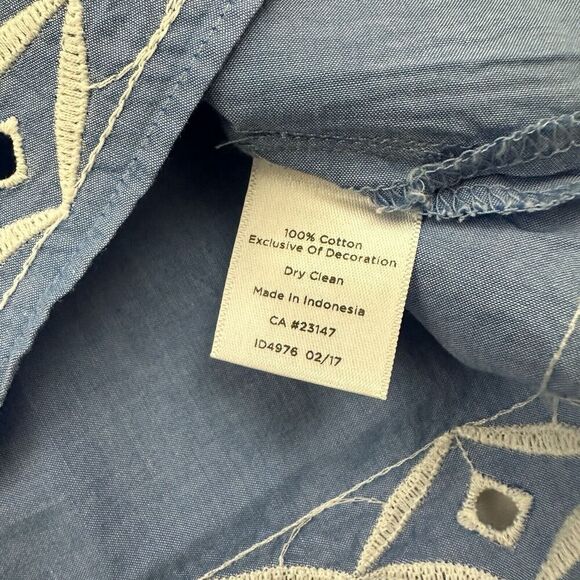 100% Cotton
Exclusive Of Decoration
Dry Clean
Made In Indonesia
CA #23147
ID4976 02/17